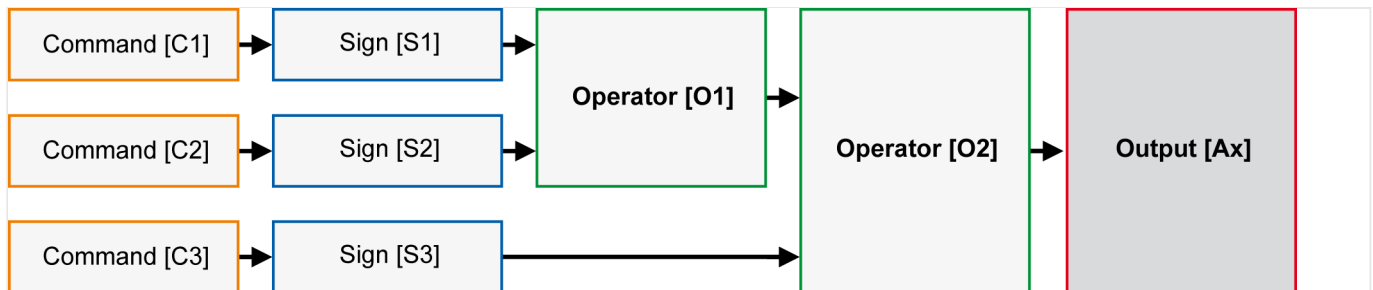 Command [C1]
Sign [S1]
Operator [O1]
Command [C2]
Sign [S2]
Operator [O2]
Output [Ax]
Command [C3]
Sign [S3]